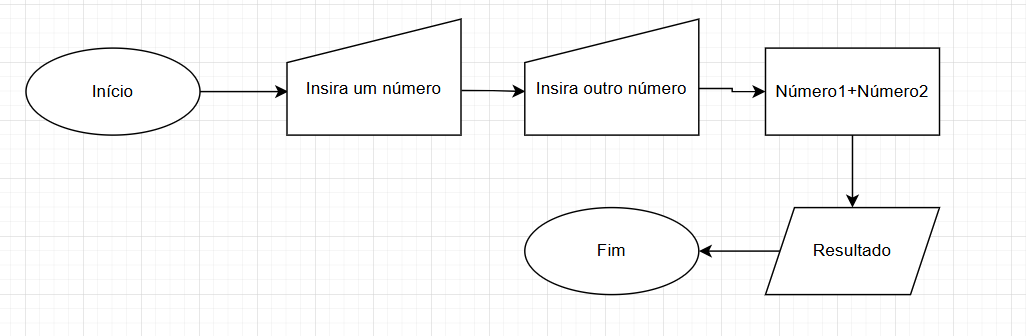 Início
Insira um número
Insira outro número
Número1+Número2
Resultado
Fim